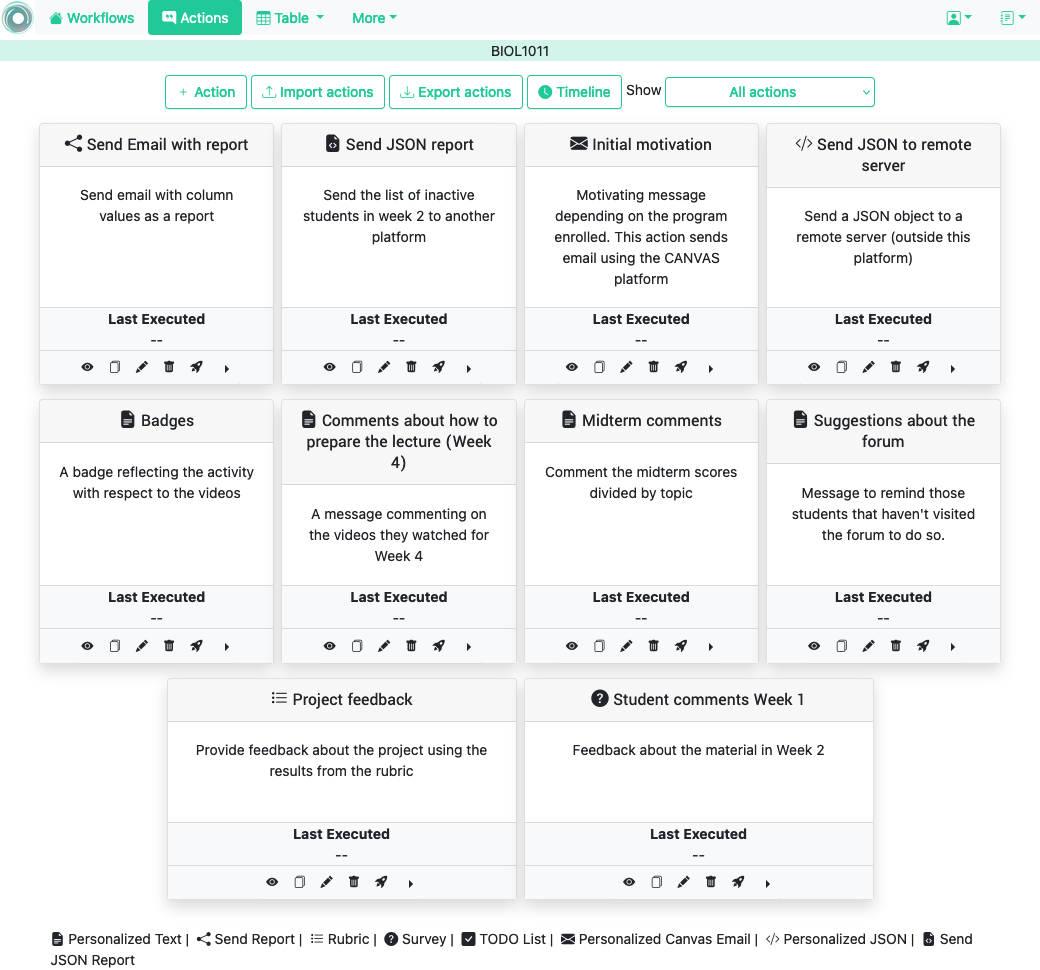 Workflows Actions Table More
BIOL1011
Action Import actions Export actions Timeline Show All actions
Send Email with report
Send email with column
values as a report
Last Executed
--
Send JSON report
Send the list of inactive
students in week 2 to another
platform
Last Executed
--
Initial motivation
Motivating message
depending on the program
enrolled. This action sends
email using the CANVAS
platform
Last Executed
--
Send JSON to remote
server
Send a JSON object to a
remote server (outside this
platform)
Last Executed
--
Badges
A badge reflecting the activity
with respect to the videos
Last Executed
--
Comments about how to
prepare the lecture (Week
4)
A message commenting on
the videos they watched for
Week 4
Last Executed
--
Midterm comments
Comment the midterm scores
divided by topic
Last Executed
--
Suggestions about the
forum
Message to remind those
students that haven't visited
the forum to do so.
Last Executed
--
Project feedback
Provide feedback about the project using the
results from the rubric
Last Executed
--
Student comments Week 1
Feedback about the material in Week 2
Last Executed
--
Personalized Text | Send Report | Rubric | Survey | TODO List | Personalized Canvas Email | Personalized JSON | Send
JSON Report